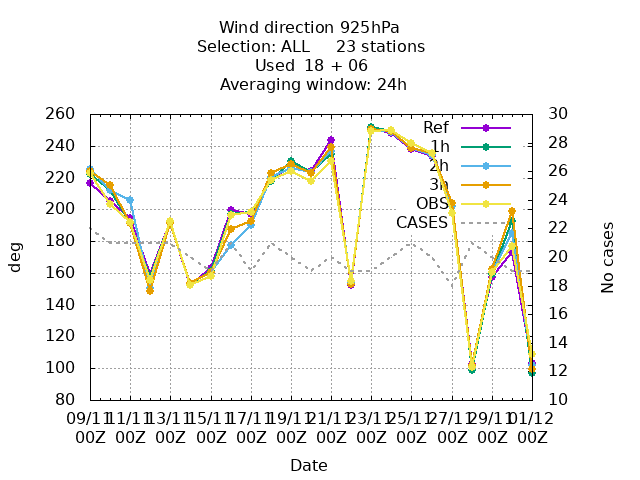 Wind direction 925hPa
Selection: ALL 23 stations
Used 18 + 06
Averaging window: 24h
260
240
220
200
180
160
140
120
100
80
30
28
26
24
22
20
18
16
14
12
10
deg
No cases
Ref
1h
2h
3h
OBS
CASES
09/11 11/11 13/11 15/11 17/11 19/11 21/11 23/11 25/11 27/11 29/11 01/12
00Z 00Z 00Z 00Z 00Z 00Z 00Z 00Z 00Z 00Z 00Z 00Z
Date